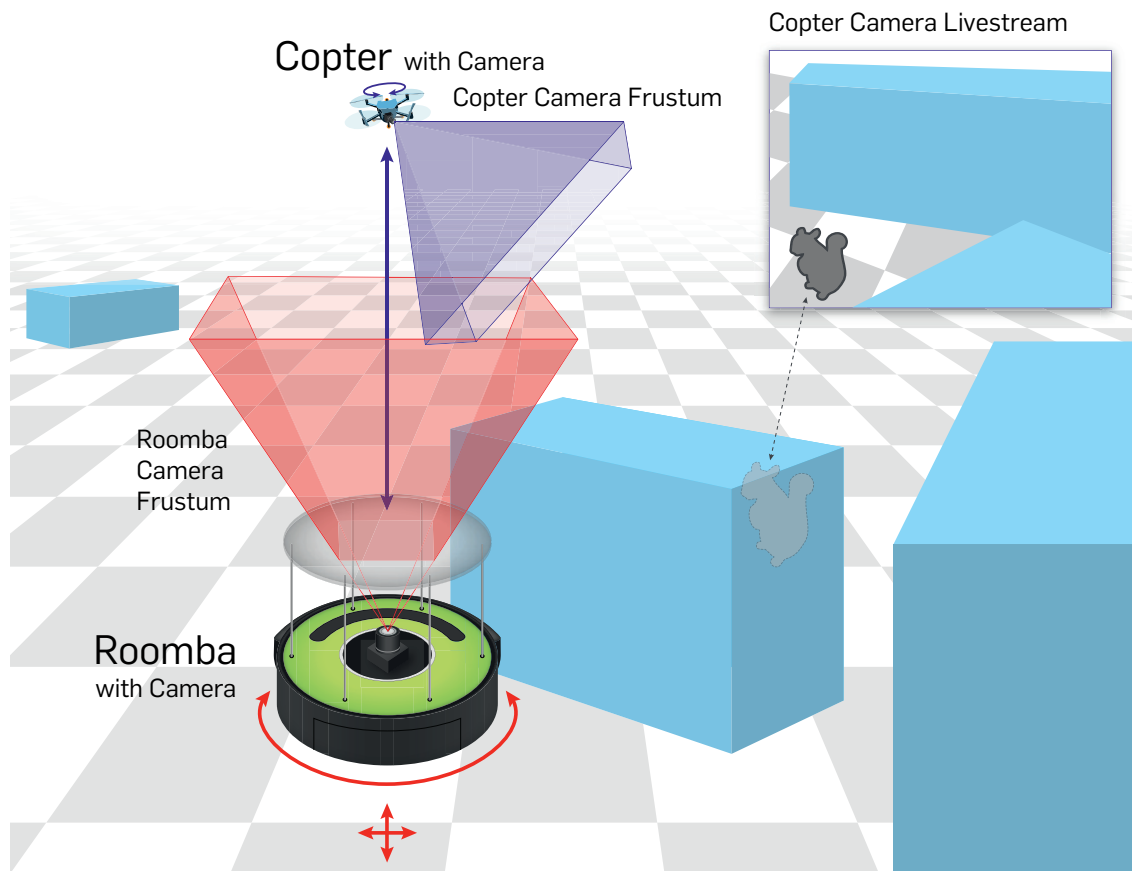 Copter Camera Livestream
Copter with Camera
Copter Camera Frustum
Roomba
Camera
Frustum
Roomba
with Camera